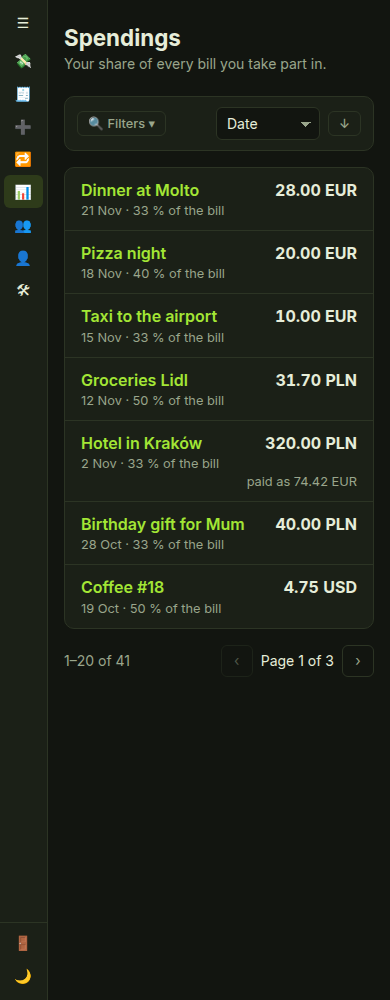 Spendings
Your share of every bill you take part in.
🔍 Filters ▾
Date
↓
Dinner at Molto
28.00 EUR
21 Nov · 33 % of the bill
Pizza night
20.00 EUR
18 Nov · 40 % of the bill
Taxi to the airport
10.00 EUR
15 Nov · 33 % of the bill
Groceries Lidl
31.70 PLN
12 Nov · 50 % of the bill
Hotel in Kraków
320.00 PLN
2 Nov · 33 % of the bill
paid as 74.42 EUR
Birthday gift for Mum
40.00 PLN
28 Oct · 33 % of the bill
Coffee #18
4.75 USD
19 Oct · 50 % of the bill
1–20 of 41
‹
Page 1 of 3
›